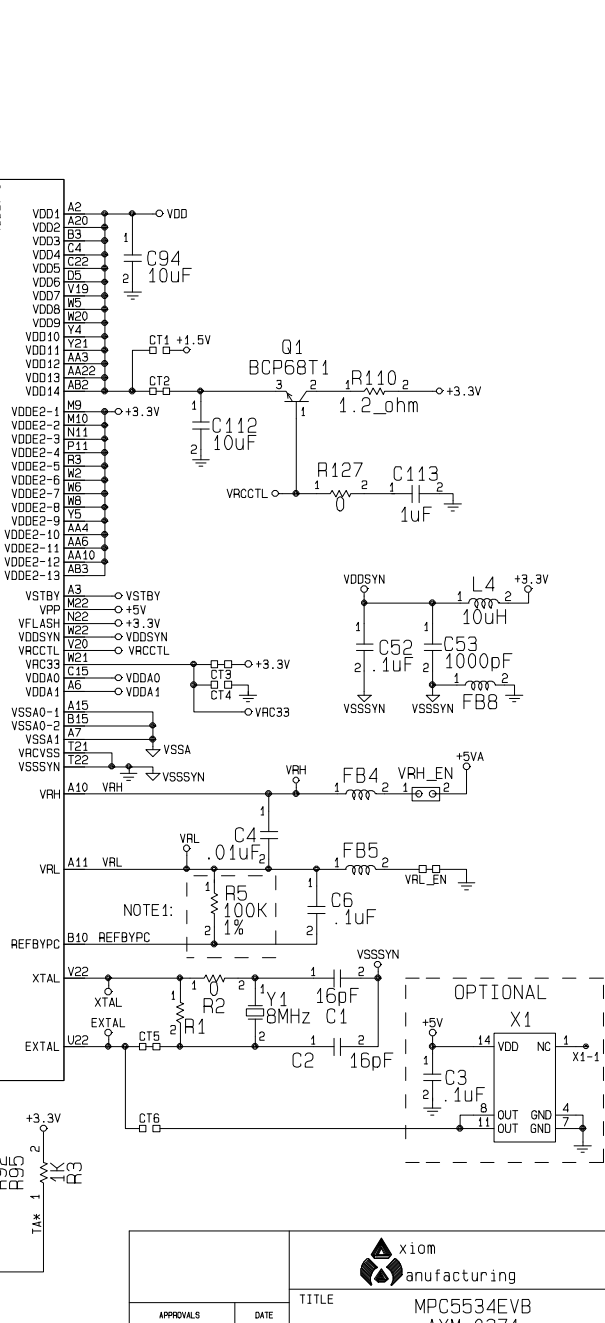 VDD1 A2 VDD
VDD2 A20
VDD3 B3
VDD4 C4
VDD5 C22
VDD6 D5
VDD7 V19
VDD8 W5
VDD9 W20
VDD10 Y4
VDD11 Y21
VDD12 AA3
VDD13 AA22
VDD14 AB2
1 C94
2 10uF
CT1 +1.5V
CT2
Q1
BCP68T1
3 2
1
1 R110 2 +3.3V
1.2_ohm
1 C112
2 10uF
VRCCTL
R127
1 2
0
C113
1 2
1uF
VDDE2-1 M9 +3.3V
VDDE2-2 M10
VDDE2-3 N11
VDDE2-4 P11
VDDE2-5 R3
VDDE2-6 W2
VDDE2-7 W6
VDDE2-8 W8
VDDE2-9 Y5
VDDE2-10 AA4
VDDE2-11 AA6
VDDE2-12 AA10
VDDE2-13 AB3
VSTBY A3 VSTBY
VPP M22 +5V
VFLASH N22 +3.3V
VDDSYN W22 VDDSYN
VRCCTL V20 VRCCTL
VRC33 W21
VDDA0 C15 VDDA0
VDDA1 A6 VDDA1
+3.3V
CT3
CT4
VRC33
VSSA0-1 A15
VSSA0-2 B15
VSSA1 A7
VRCVSS T21
VSSSYN T22
VSSA
VSSSYN
VDDSYN
L4 +3.3V
1 2
10uH
1 C52
2 .1uF
1 C53
2 1000pF
1 2
FB8
VSSSYN
VSSSYN
VRH A10 VRH
VRH
FB4
1 2
VRH_EN
1 2
+5VA
1 C4
2 .01uF
VRL
VRL A11 VRL
FB5
1 2
VRL_EN
NOTE1:
1 R5
100K
2 1%
1 C6
2 .1uF
REFBYPC B10 REFBYPC
XTAL V22
XTAL
EXTAL
EXTAL U22
CT5
1 2
0
R2
1 2 R1
1 2 Y1
8MHz
VSSSYN
1 2
16pF
C1
C2
1 2
16pF
CT6
OPTIONAL
X1
+5V
14 VDD NC 1
X1-1
1 C3
2 .1uF
8 OUT GND 4
11 OUT GND 7
+3.3V
2
1
R95
1K
R3
TA*
xiom
anufacturing
TITLE
MPC5534EVB
APPROVALS DATE